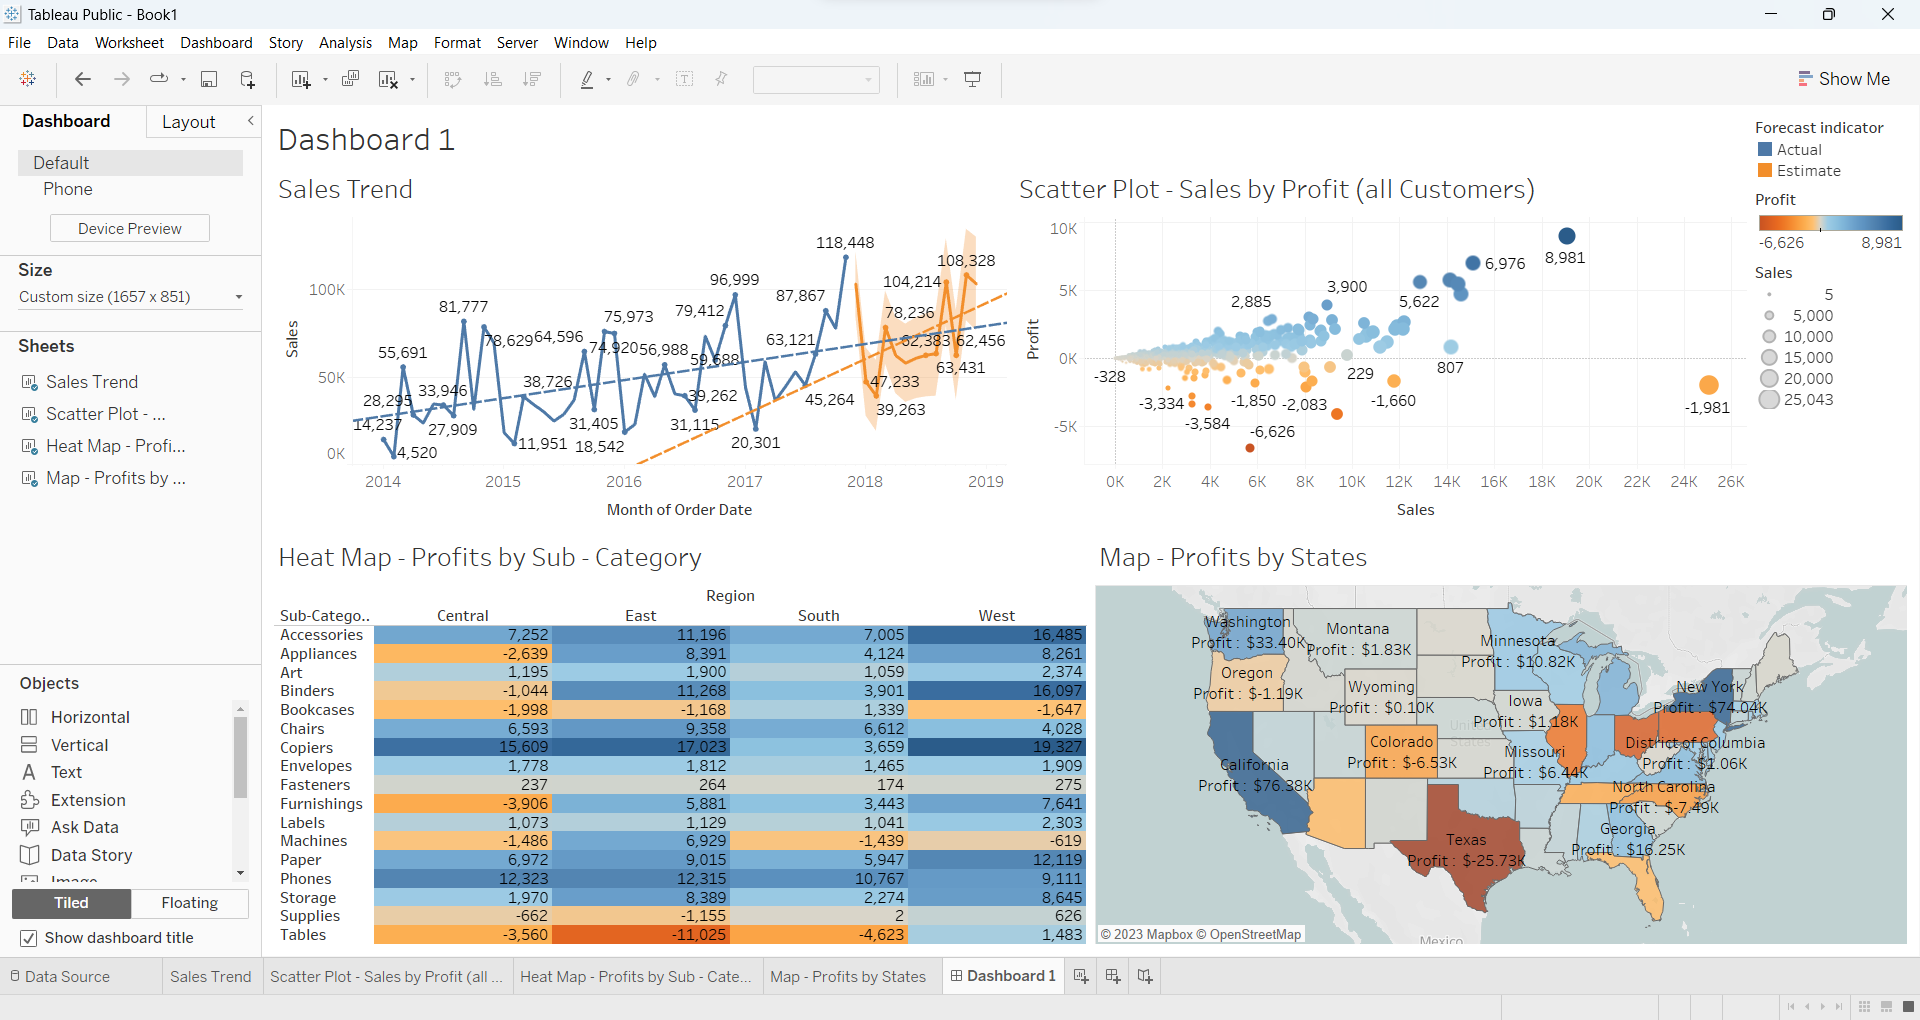 Tableau Public - Book1
File Data Worksheet Dashboard Story Analysis Map Format Server Window Help
Show Me
Dashboard Layout
Default
Phone
Device Preview
Size
Custom size (1657 x 851)
Sheets
Sales Trend
Scatter Plot - ...
Heat Map - Profi...
Map - Profits by ...
Objects
Horizontal
Vertical
Text
Extension
Ask Data
Data Story
Image
Tiled Floating
Show dashboard title
Dashboard 1
Sales Trend
Sales
100K
50K
0K
118,448
108,328
96,999
104,214
87,867
81,777
79,412
75,973
78,236
78,629
64,596
74,920
56,988
59,688
63,121
62,383
62,456
63,431
55,691
38,726
33,946
28,295
39,262
47,233
45,264
39,263
14,237
27,909
31,405
31,115
4,520
11,951
18,542
20,301
2014 2015 2016 2017 2018 2019
Month of Order Date
Scatter Plot - Sales by Profit (all Customers)
Profit
10K
5K
0K
-5K
8,981
6,976
3,900
2,885
5,622
807
229
-328
-3,334
-1,850
-2,083
-1,660
-1,981
-3,584
-6,626
0K 2K 4K 6K 8K 10K 12K 14K 16K 18K 20K 22K 24K 26K
Sales
Forecast indicator
Actual
Estimate
Profit
-6,626 8,981
Sales
5
5,000
10,000
15,000
20,000
25,043
Heat Map - Profits by Sub - Category
Region
Sub-Catego.. Central East South West
Accessories 7,252 11,196 7,005 16,485
Appliances -2,639 8,391 4,124 8,261
Art 1,195 1,900 1,059 2,374
Binders -1,044 11,268 3,901 16,097
Bookcases -1,998 -1,168 1,339 -1,647
Chairs 6,593 9,358 6,612 4,028
Copiers 15,609 17,023 3,659 19,327
Envelopes 1,778 1,812 1,465 1,909
Fasteners 237 264 174 275
Furnishings -3,906 5,881 3,443 7,641
Labels 1,073 1,129 1,041 2,303
Machines -1,486 6,929 -1,439 -619
Paper 6,972 9,015 5,947 12,119
Phones 12,323 12,315 10,767 9,111
Storage 1,970 8,389 2,274 8,645
Supplies -662 -1,155 2 626
Tables -3,560 -11,025 -4,623 1,483
Map - Profits by States
Washington
Profit : $33.40K
Montana
Profit : $1.83K
Minnesota
Profit : $10.82K
Oregon
Profit : $-1.19K
Wyoming
Profit : $0.10K
Iowa
Profit : $1.18K
New York
Profit : $74.04K
United States
Colorado
Profit : $-6.53K
Missouri
Profit : $6.44K
District of Columbia
Profit : $1.06K
California
Profit : $76.38K
North Carolina
Profit : $-7.49K
Georgia
Profit : $16.25K
Texas
Profit : $-25.73K
Mexico
© 2023 Mapbox © OpenStreetMap
Data Source Sales Trend Scatter Plot - Sales by Profit (all ... Heat Map - Profits by Sub - Cate... Map - Profits by States Dashboard 1